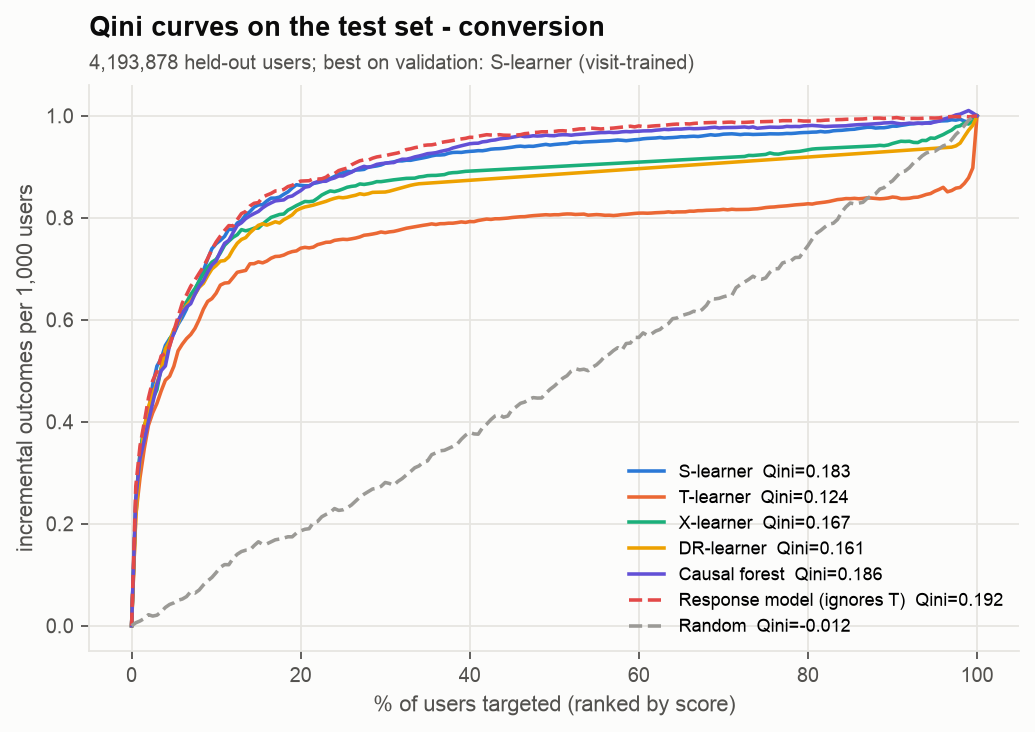 Qini curves on the test set - conversion
4,193,878 held-out users; best on validation: S-learner (visit-trained)
incremental outcomes per 1,000 users
1.0
0.8
0.6
0.4
0.2
0.0
S-learner Qini=0.183
T-learner Qini=0.124
X-learner Qini=0.167
DR-learner Qini=0.161
Causal forest Qini=0.186
Response model (ignores T) Qini=0.192
Random Qini=-0.012
0 20 40 60 80 100
% of users targeted (ranked by score)